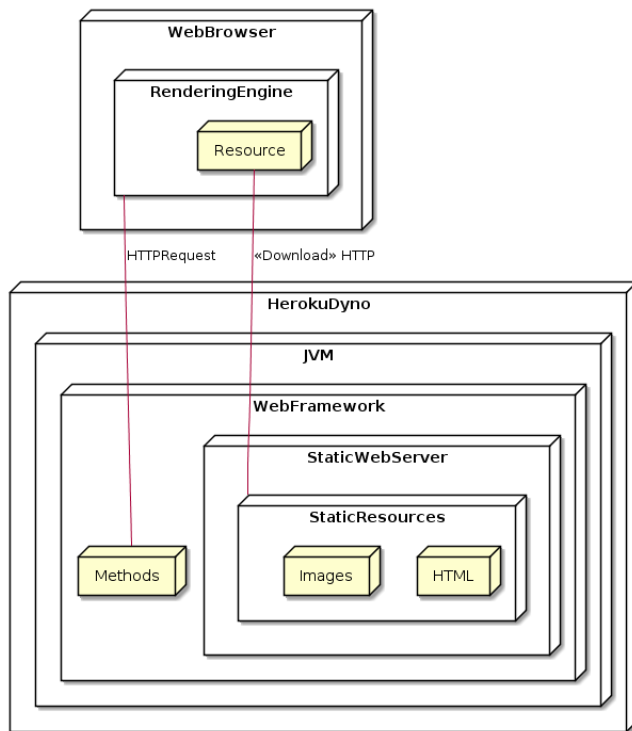 WebBrowser
RenderingEngine
Resource
HTTPRequest
«Download» HTTP
HerokuDyno
JVM
WebFramework
StaticWebServer
StaticResources
Methods
Images
HTML